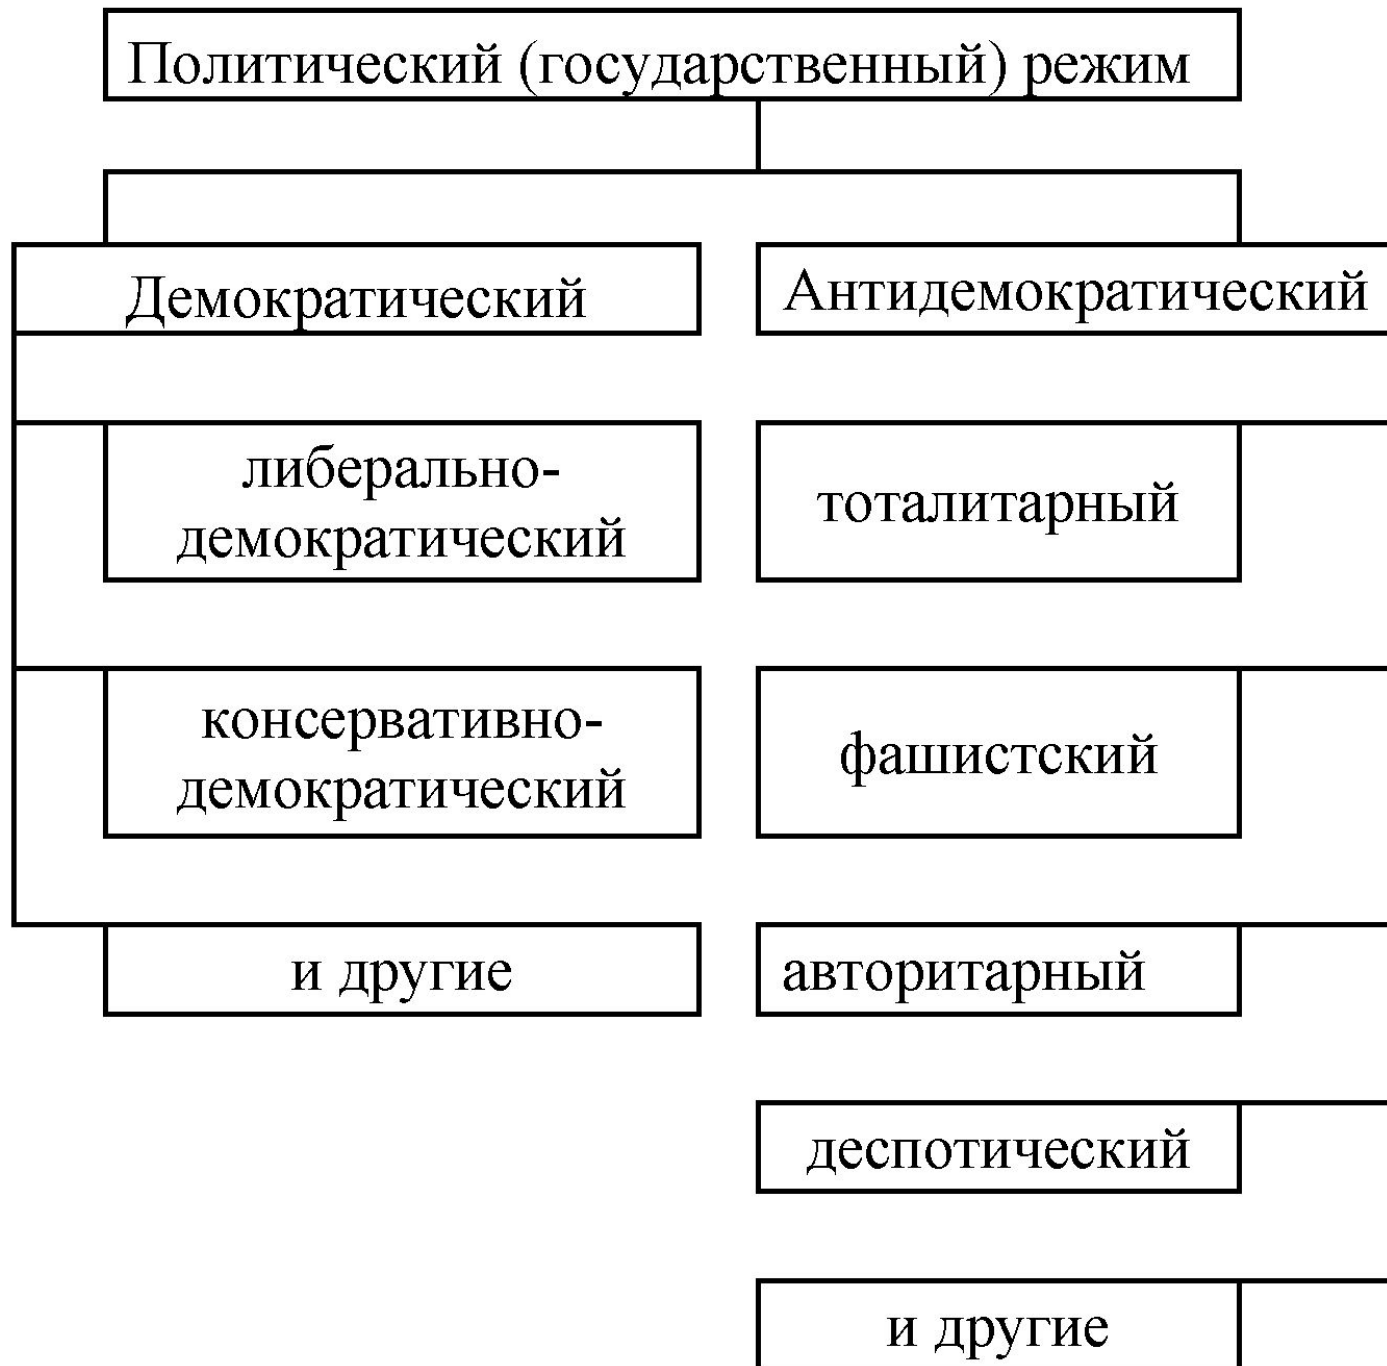 Политический (государственный) режим
Демократический
Антидемократический
либерально-
демократический
тоталитарный
консервативно-
демократический
фашистский
и другие
авторитарный
деспотический
и другие